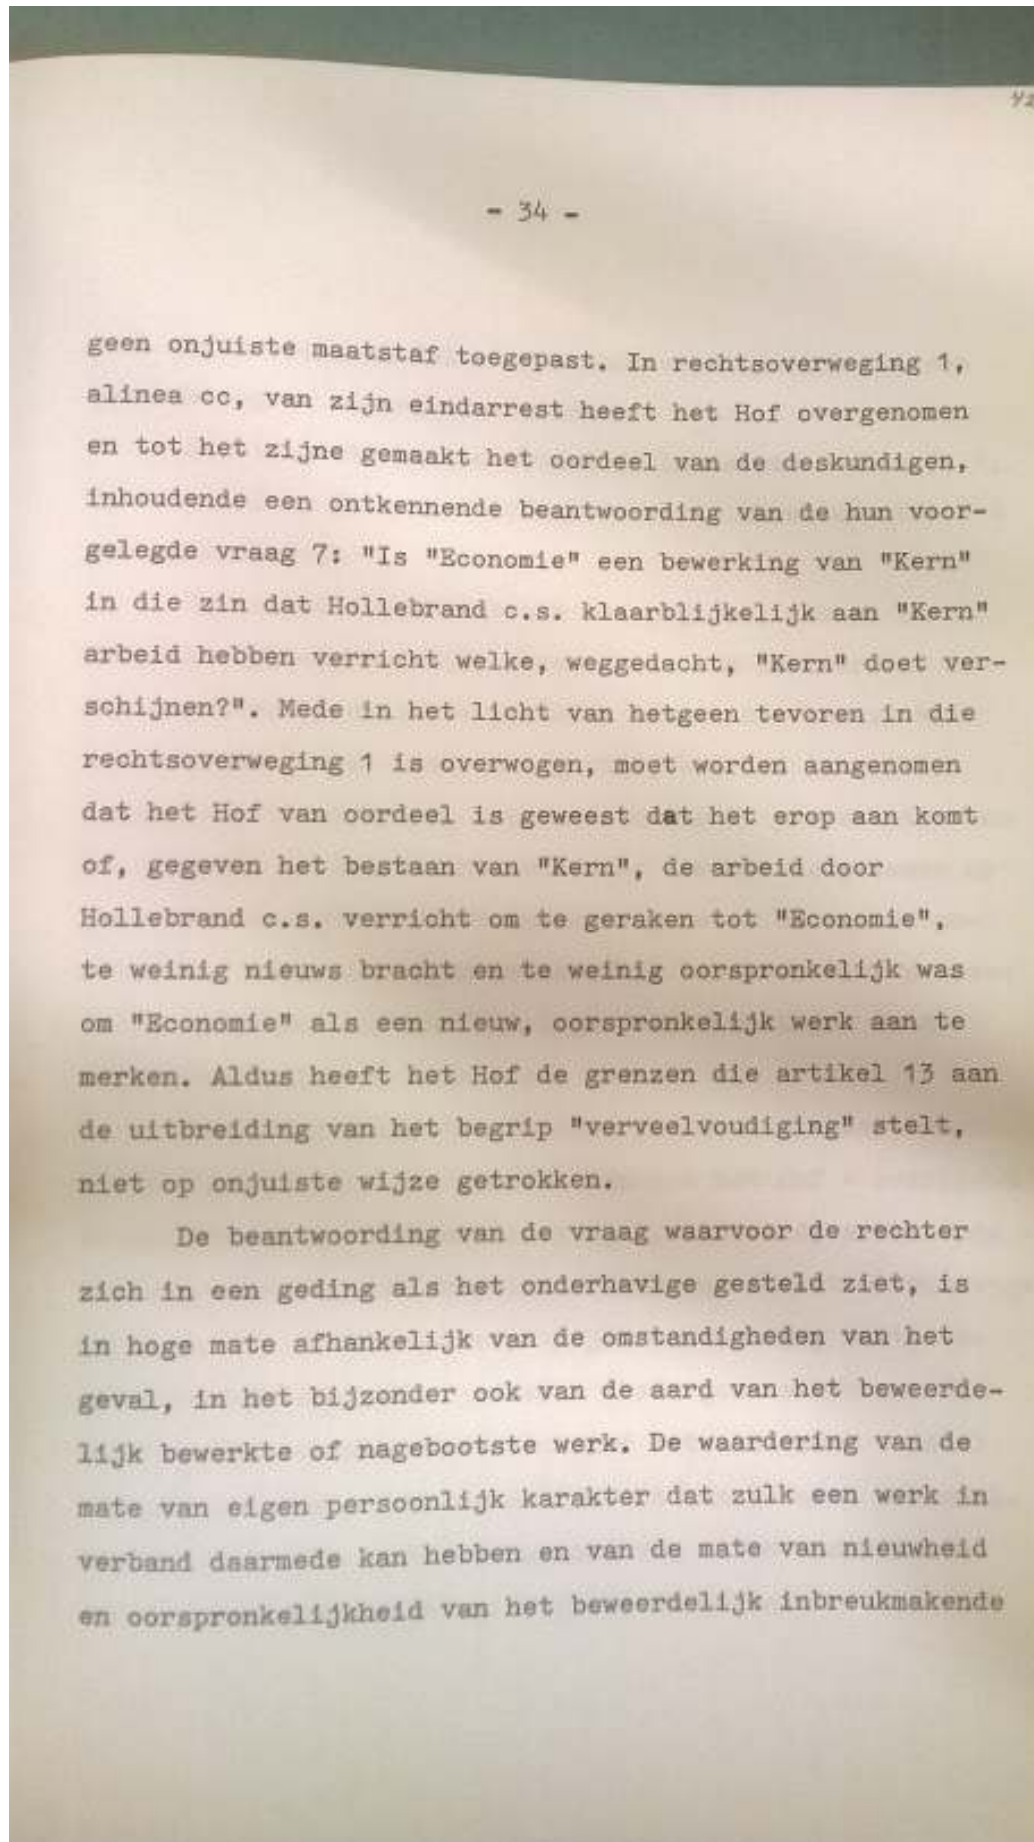 42
- 34 -
geen onjuiste maatstaf toegepast. In rechtsoverweging 1,
alinea cc, van zijn eindarrest heeft het Hof overgenomen
en tot het zijne gemaakt het oordeel van de deskundigen,
inhoudende een ontkennende beantwoording van de hun voor-
gelegde vraag 7: "Is "Economie" een bewerking van "Kern"
in die zin dat Hollebrand c.s. klaarblijkelijk aan "Kern"
arbeid hebben verricht welke, weggedacht, "Kern" doet ver-
schijnen?". Mede in het licht van hetgeen tevoren in die
rechtsoverweging 1 is overwogen, moet worden aangenomen
dat het Hof van oordeel is geweest dat het erop aan komt
of, gegeven het bestaan van "Kern", de arbeid door
Hollebrand c.s. verricht om te geraken tot "Economie",
te weinig nieuws bracht en te weinig oorspronkelijk was
om "Economie" als een nieuw, oorspronkelijk werk aan te
merken. Aldus heeft het Hof de grenzen die artikel 13 aan
de uitbreiding van het begrip "verveelvoudiging" stelt,
niet op onjuiste wijze getrokken.
De beantwoording van de vraag waarvoor de rechter
zich in een geding als het onderhavige gesteld ziet, is
in hoge mate afhankelijk van de omstandigheden van het
geval, in het bijzonder ook van de aard van het beweerde-
lijk bewerkte of nagebootste werk. De waardering van de
mate van eigen persoonlijk karakter dat zulk een werk in
verband daarmede kan hebben en van de mate van nieuwheid
en oorspronkelijkheid van het beweerdelijk inbreukmakende